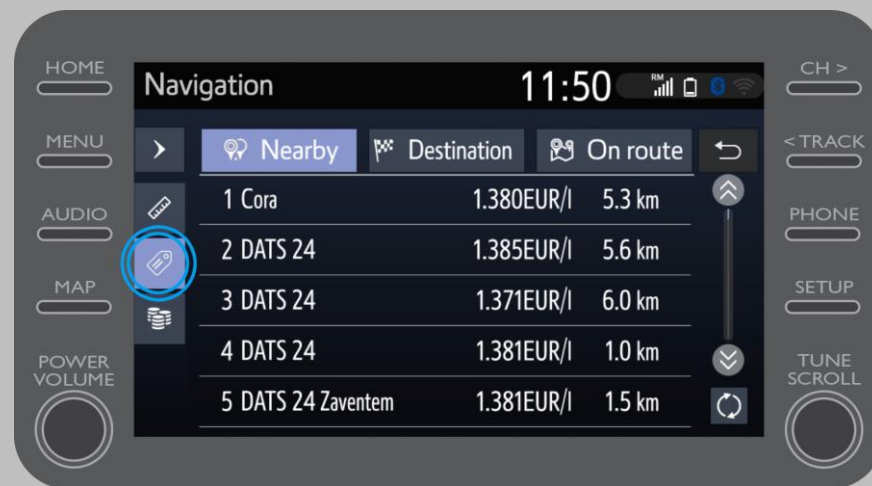 HOME
MENU
AUDIO
MAP
POWER
VOLUME
Navigation 11:50 RM
Nearby Destination On route
1 Cora 1.380EUR/l 5.3 km
2 DATS 24 1.385EUR/l 5.6 km
3 DATS 24 1.371EUR/l 6.0 km
4 DATS 24 1.381EUR/l 1.0 km
5 DATS 24 Zaventem 1.381EUR/l 1.5 km
CH >
< TRACK
PHONE
SETUP
TUNE
SCROLL